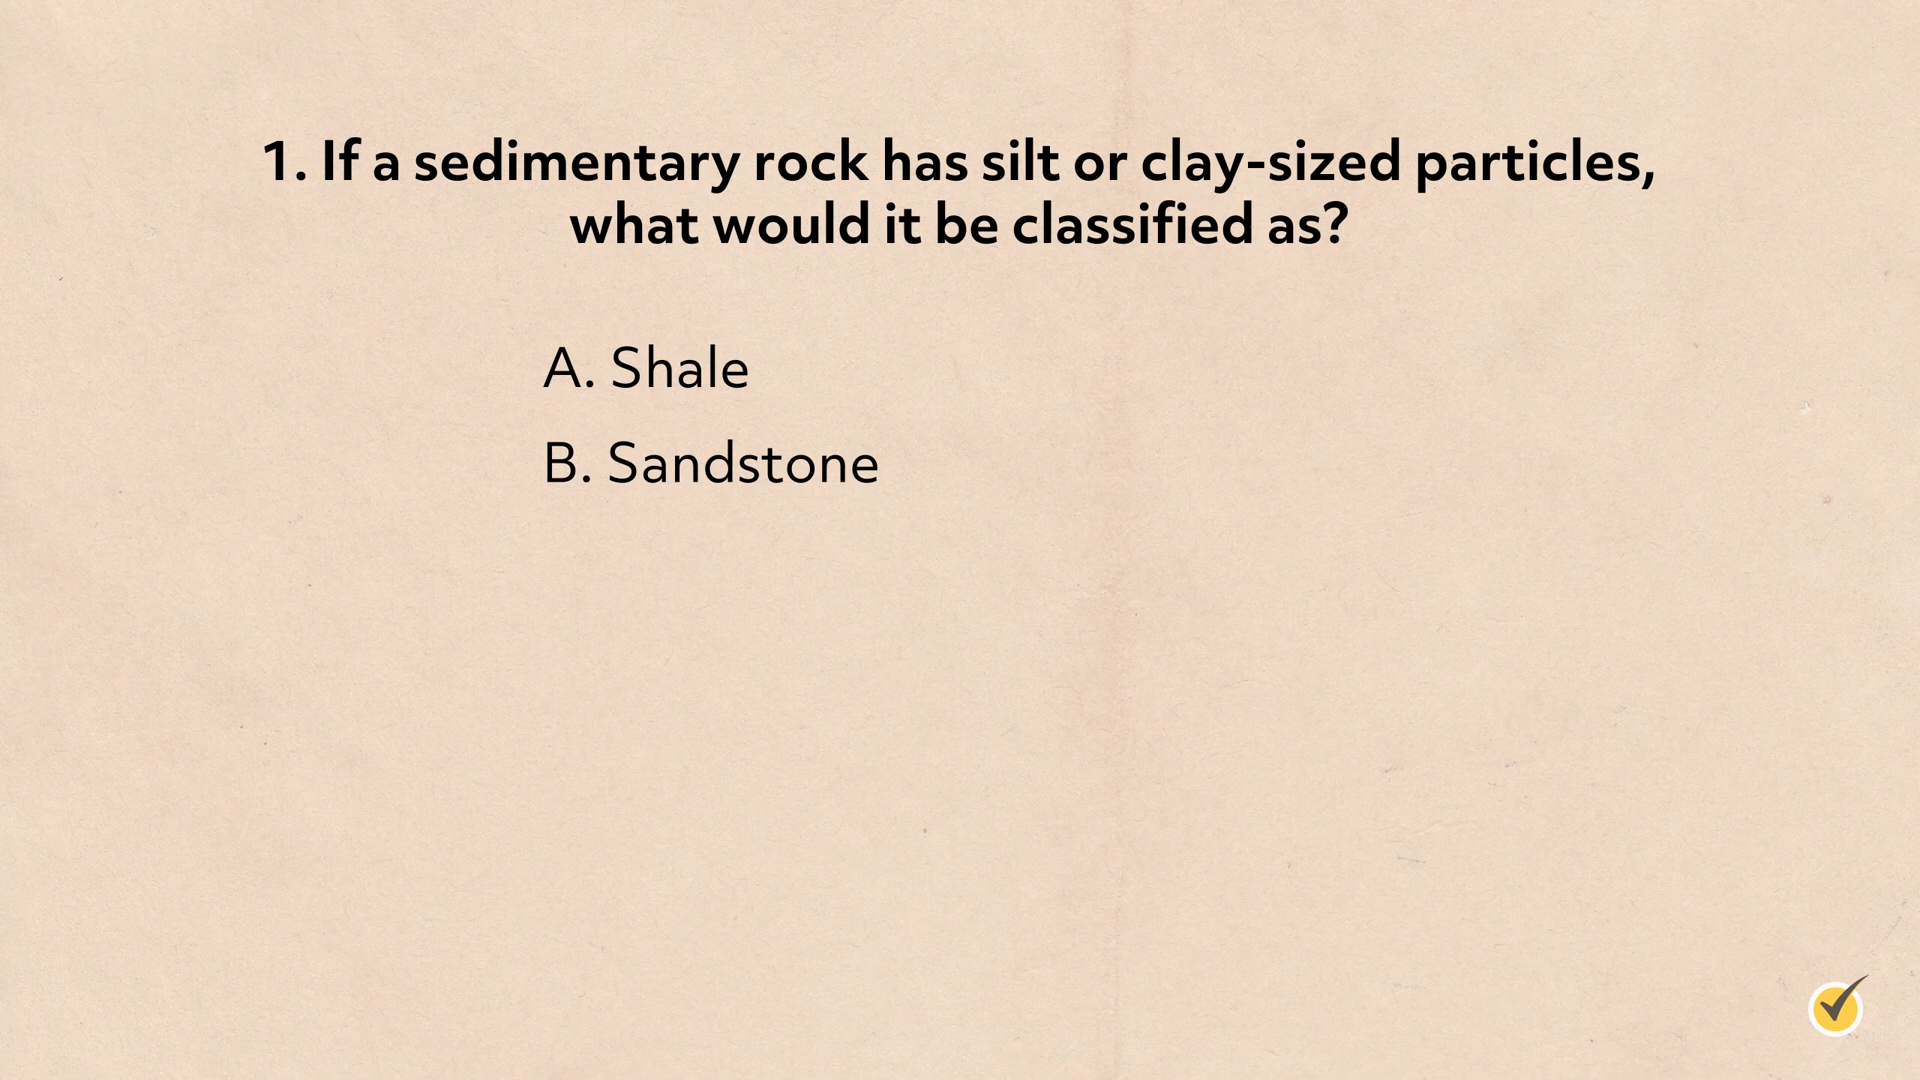 1. If a sedimentary rock has silt or clay-sized particles,
what would it be classified as?
A. Shale
B. Sandstone